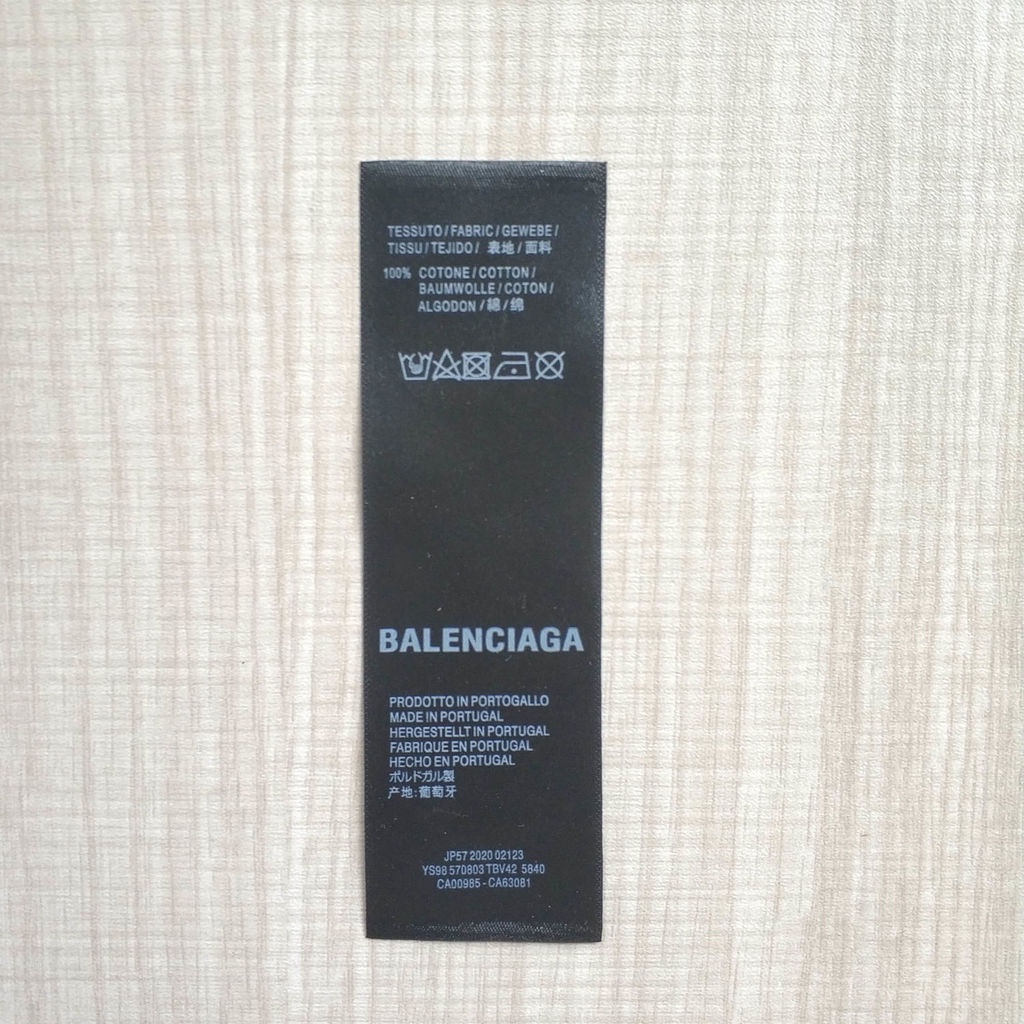 TESSUTO / FABRIC / GEWEBE /
TISSU / TEJIDO / 表地 / 面料
100% COTONE / COTTON /
BAUMWOLLE / COTON /
ALGODON / 綿 / 绵
BALENCIAGA
PRODOTTO IN PORTOGALLO
MADE IN PORTUGAL
HERGESTELLT IN PORTUGAL
FABRIQUE EN PORTUGAL
HECHO EN PORTUGAL
ポルドガル製
产地:葡萄牙
JP57 2020 02123
YS98 570803 TBV42 5840
CA00985 - CA63081